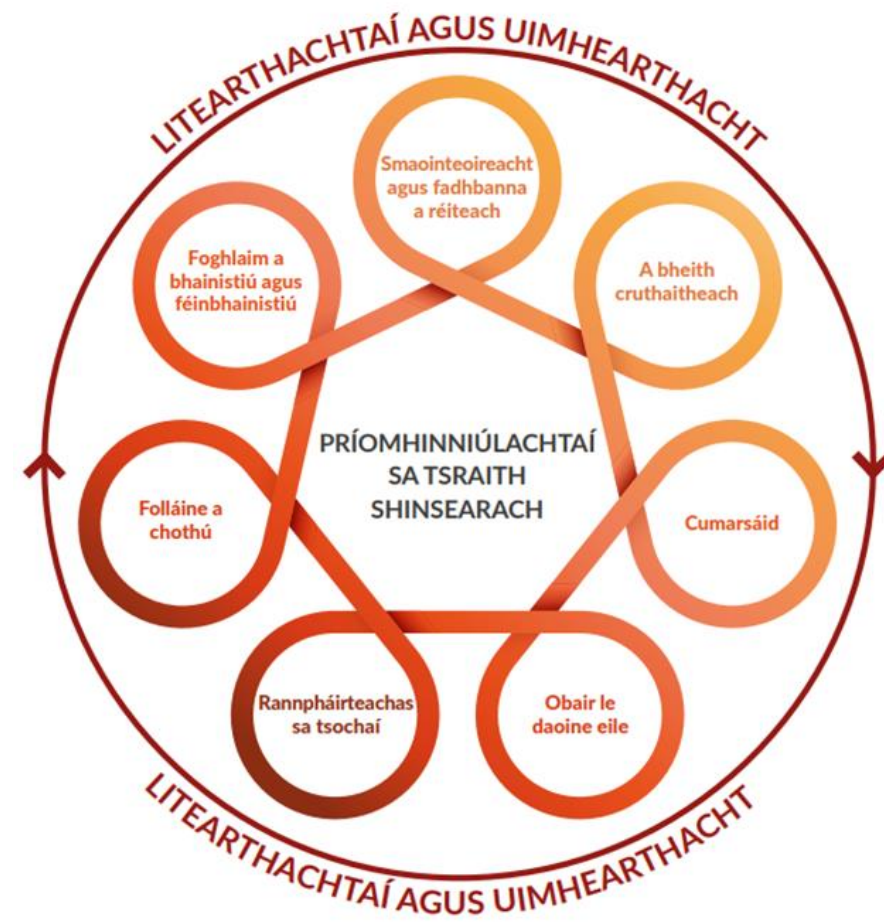 LITEARTHACHTAÍ AGUS UIMHEARTHACHT
Smaointeoireacht
agus fadhbanna
a réiteach
A bheith
cruthaitheach
Cumarsáid
Obair le
daoine eile
Rannpháirteachas
sa tsochaí
Folláine a
chothú
Foghlaim a
bhainistiú agus
féinbhainistiú
PRÍOMHINNIÚLACHTAÍ
SA TSRAITH
SHINSEARACH
LITEARTHACHTAÍ AGUS UIMHEARTHACHT